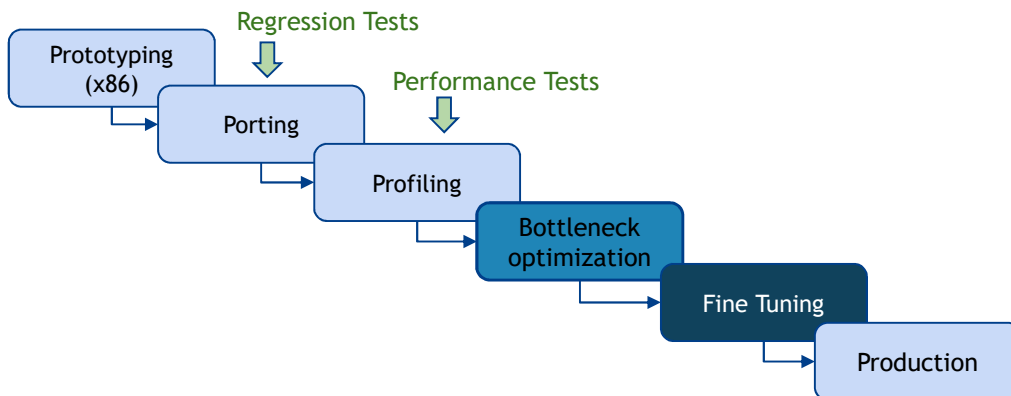 Regression Tests
Prototyping
(x86)
Performance Tests
Porting
Profiling
Bottleneck
optimization
Fine Tuning
Production